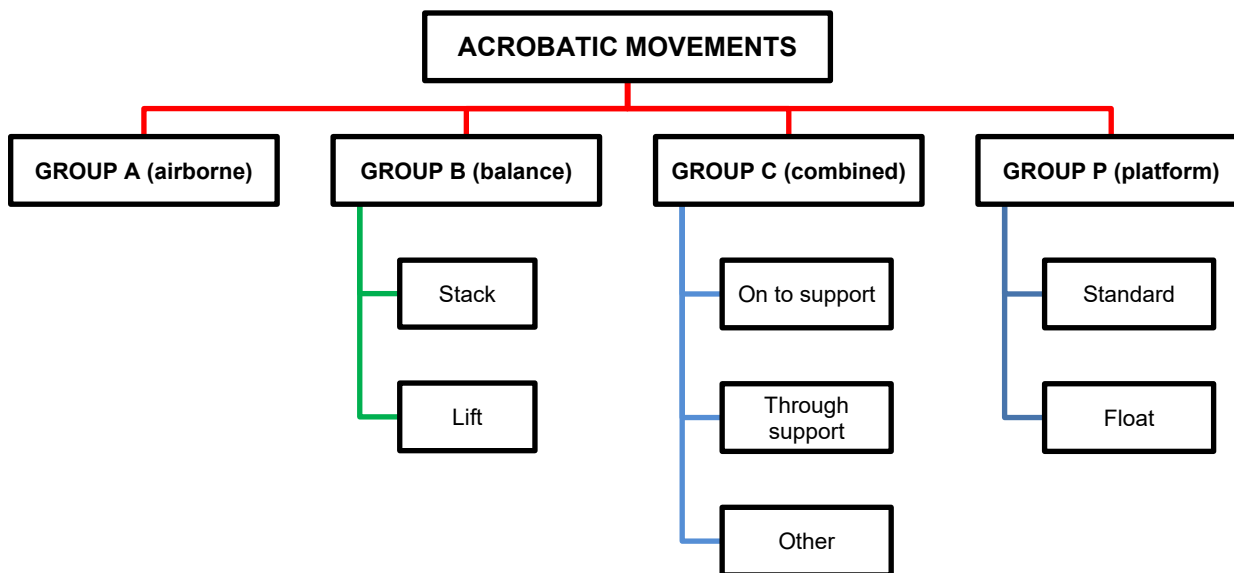 ACROBATIC MOVEMENTS
GROUP A (airborne)
GROUP B (balance)
GROUP C (combined)
GROUP P (platform)
Stack
On to support
Standard
Lift
Through
support
Float
Other